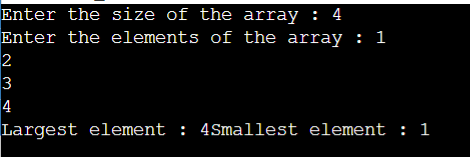 Enter the size of the array : 4
Enter the elements of the array : 1
2
3
4
Largest element : 4Smallest element : 1